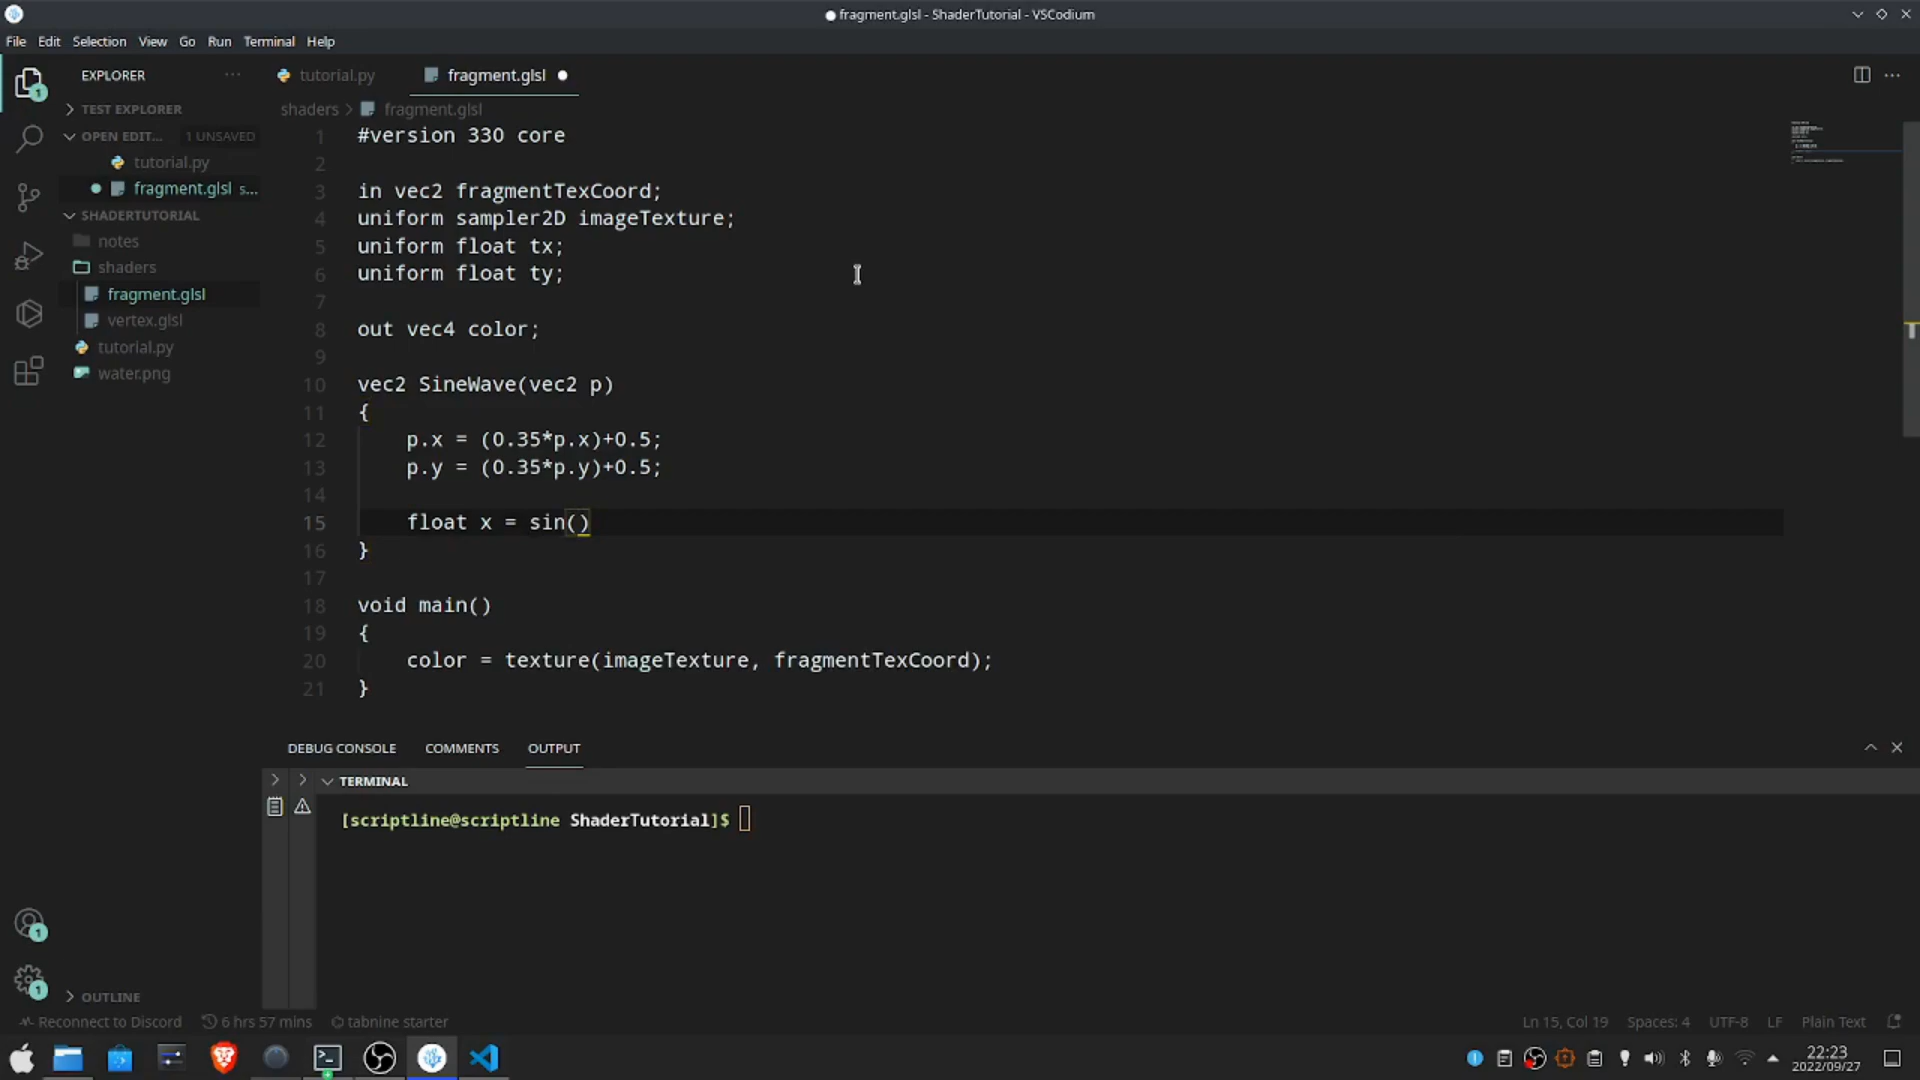 fragment.glsl - ShaderTutorial - VSCodium
File Edit Selection View Go Run Terminal Help
EXPLORER ···
tutorial.py
fragment.glsl
TEST EXPLORER
OPEN EDIT... 1 UNSAVED
tutorial.py
fragment.glsl s...
SHADERTUTORIAL
notes
shaders
fragment.glsl
vertex.glsl
tutorial.py
water.png
OUTLINE
shaders > fragment.glsl
1 #version 330 core
2
3 in vec2 fragmentTexCoord;
4 uniform sampler2D imageTexture;
5 uniform float tx;
6 uniform float ty;
7
8 out vec4 color;
9
10 vec2 SineWave(vec2 p)
11 {
12 p.x = (0.35*p.x)+0.5;
13 p.y = (0.35*p.y)+0.5;
14
15 float x = sin()
16 }
17
18 void main()
19 {
20 color = texture(imageTexture, fragmentTexCoord);
21 }
DEBUG CONSOLE COMMENTS OUTPUT
TERMINAL
[scriptline@scriptline ShaderTutorial]$
1
1
1
Reconnect to Discord 6 hrs 57 mins tabnine starter
Ln 15, Col 19 Spaces: 4 UTF-8 LF Plain Text
22:23
2022/09/27